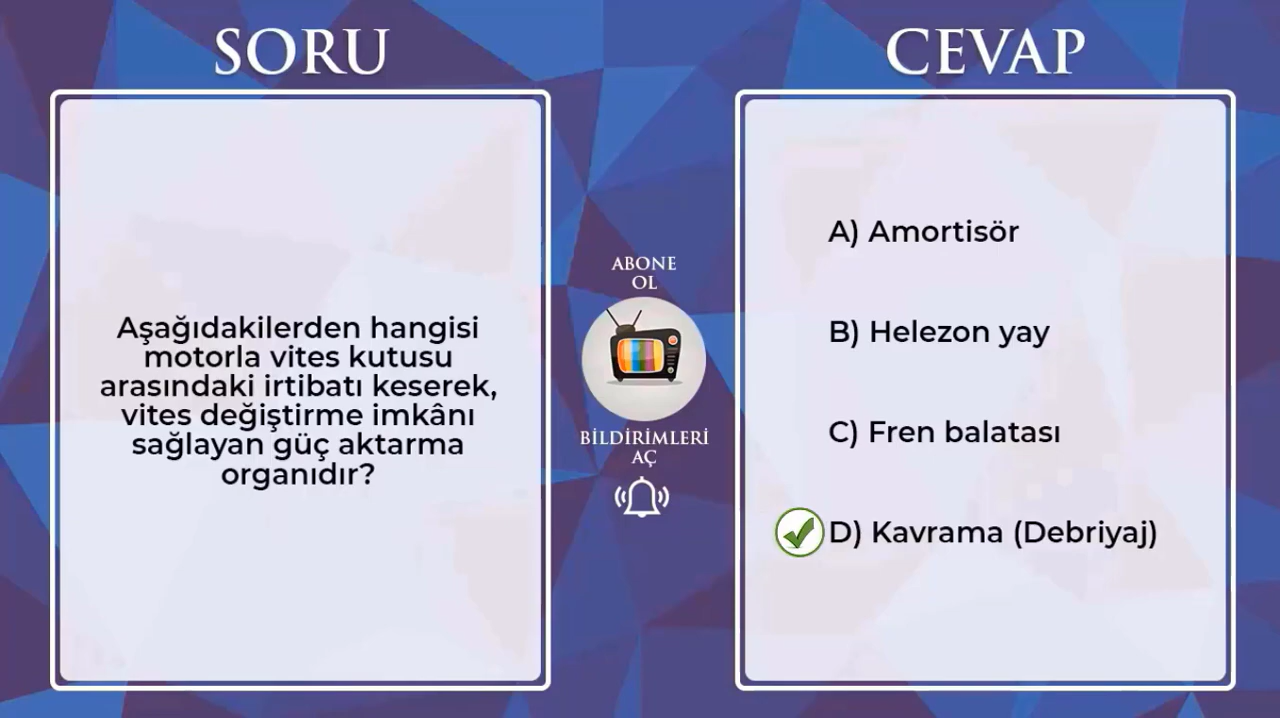 SORU
Aşağıdakilerden hangisi
motorla vites kutusu
arasındaki irtibatı keserek,
vites değiştirme imkânı
sağlayan güç aktarma
organıdır?
ABONE
OL
BİLDİRİMLERİ
AÇ
CEVAP
A) Amortisör
B) Helezon yay
C) Fren balatası
D) Kavrama (Debriyaj)